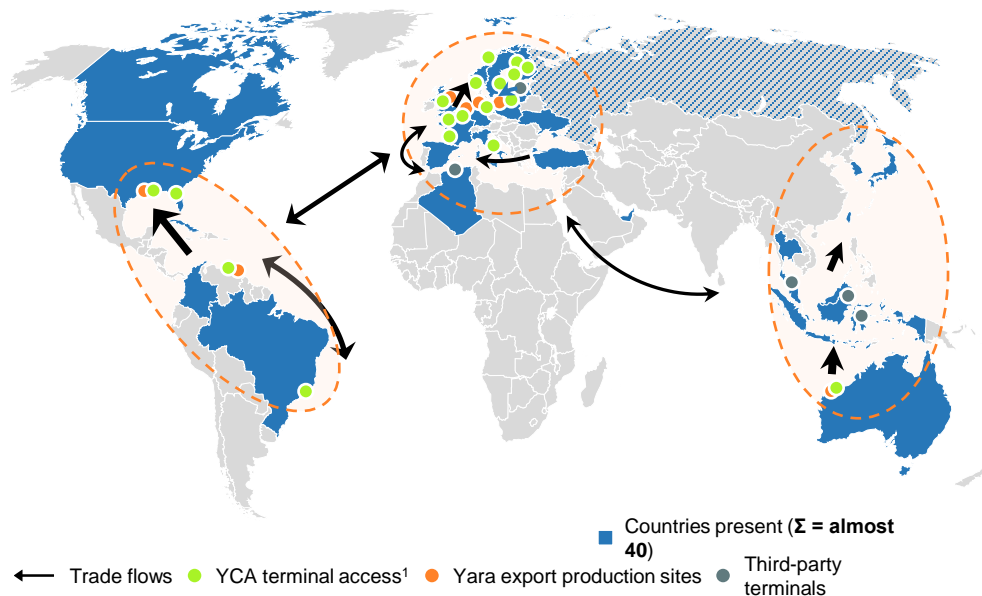 Countries present (Σ = almost
40)
Trade flows
YCA terminal access¹
Yara export production sites
Third-party
terminals